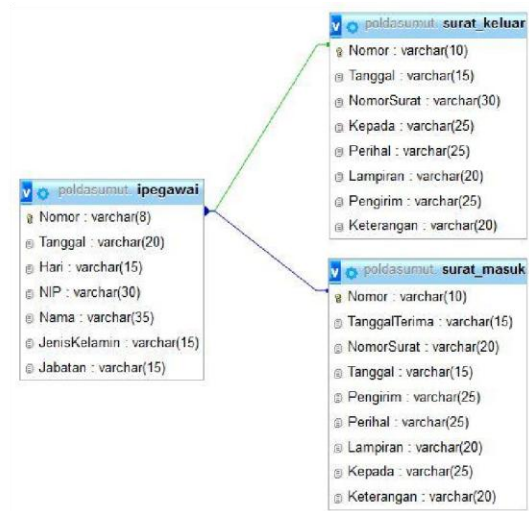 poldasumut surat_keluar
Nomor : varchar(10)
Tanggal : varchar(15)
NomorSurat : varchar(30)
Kepada : varchar(25)
Perihal : varchar(25)
Lampiran : varchar(20)
Pengirim : varchar(25)
Keterangan : varchar(20)
poldasumut ipegawai
Nomor : varchar(8)
Tanggal : varchar(20)
Hari : varchar(15)
NIP : varchar(30)
Nama : varchar(35)
JenisKelamin : varchar(15)
Jabatan : varchar(15)
poldasumut surat_masuk
Nomor : varchar(10)
TanggalTerima : varchar(15)
NomorSurat : varchar(20)
Tanggal : varchar(15)
Pengirim : varchar(25)
Perihal : varchar(25)
Lampiran : varchar(20)
Kepada : varchar(25)
Keterangan : varchar(20)